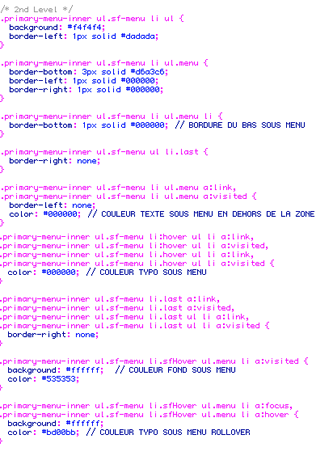 /* 2nd Level */
.primary-menu-inner ul.sf-menu li ul {
background: #f4f4f4;
border-left: 1px solid #dadada;
}
.primary-menu-inner ul.sf-menu li ul.menu {
border-bottom: 3px solid #d6a3c6;
border-left: 1px solid #000000;
border-right: 1px solid #000000;
}
.primary-menu-inner ul.sf-menu li ul.menu li {
border-bottom: 1px solid #000000; // BORDURE DU BAS SOUS MENU
}
.primary-menu-inner ul.sf-menu ul li.last {
border-right: none;
}
.primary-menu-inner ul.sf-menu li ul.menu a:link,
.primary-menu-inner ul.sf-menu li ul.menu a:visited {
border-left: none;
color: #000000; // COULEUR TEXTE SOUS MENU EN DEHORS DE LA ZONE
}
.primary-menu-inner ul.sf-menu li:hover ul li a:link,
.primary-menu-inner ul.sf-menu li:hover ul li a:visited,
.primary-menu-inner ul.sf-menu li.hover ul li a:link,
.primary-menu-inner ul.sf-menu li.hover ul li a:visited {
color: #000000; // COULEUR TYPO SOUS MENU
}
.primary-menu-inner ul.sf-menu li.last a:link,
.primary-menu-inner ul.sf-menu li.last a:visited,
.primary-menu-inner ul.sf-menu li.last ul li a:link,
.primary-menu-inner ul.sf-menu li.last ul li a:visited {
border-right: none;
}
.primary-menu-inner ul.sf-menu li.sfHover ul.menu li a:visited {
background: #ffffff; // COULEUR FOND SOUS MENU
color: #535353;
}
.primary-menu-inner ul.sf-menu li.sfHover ul.menu li a:focus,
.primary-menu-inner ul.sf-menu li.sfHover ul.menu li a:hover {
background: #ffffff;
color: #bd00bb; // COULEUR TYPO SOUS MENU ROLLOVER
}